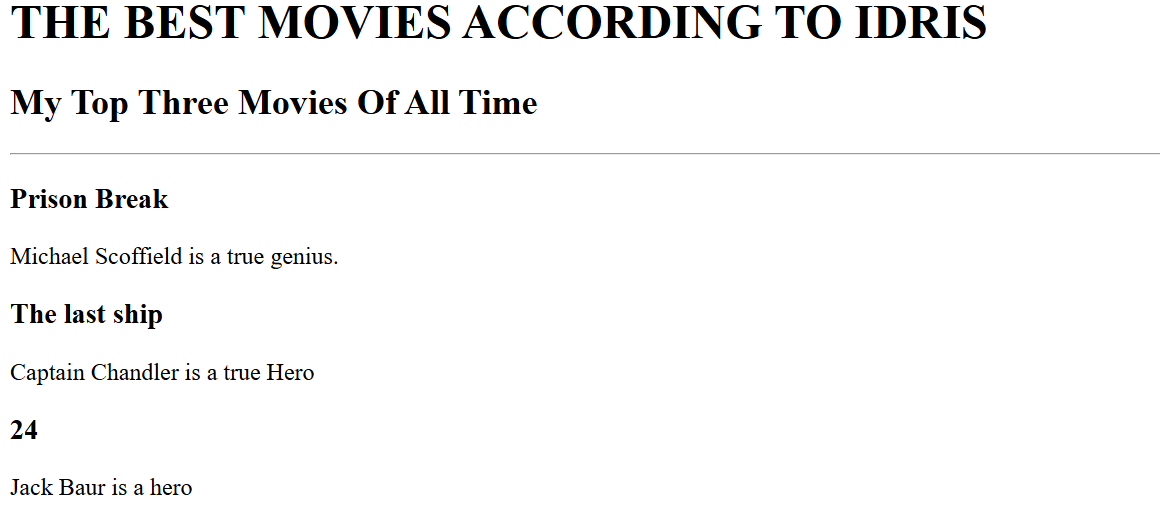 THE BEST MOVIES ACCORDING TO IDRIS
My Top Three Movies Of All Time
Prison Break
Michael Scoffield is a true genius.
The last ship
Captain Chandler is a true Hero
24
Jack Baur is a hero